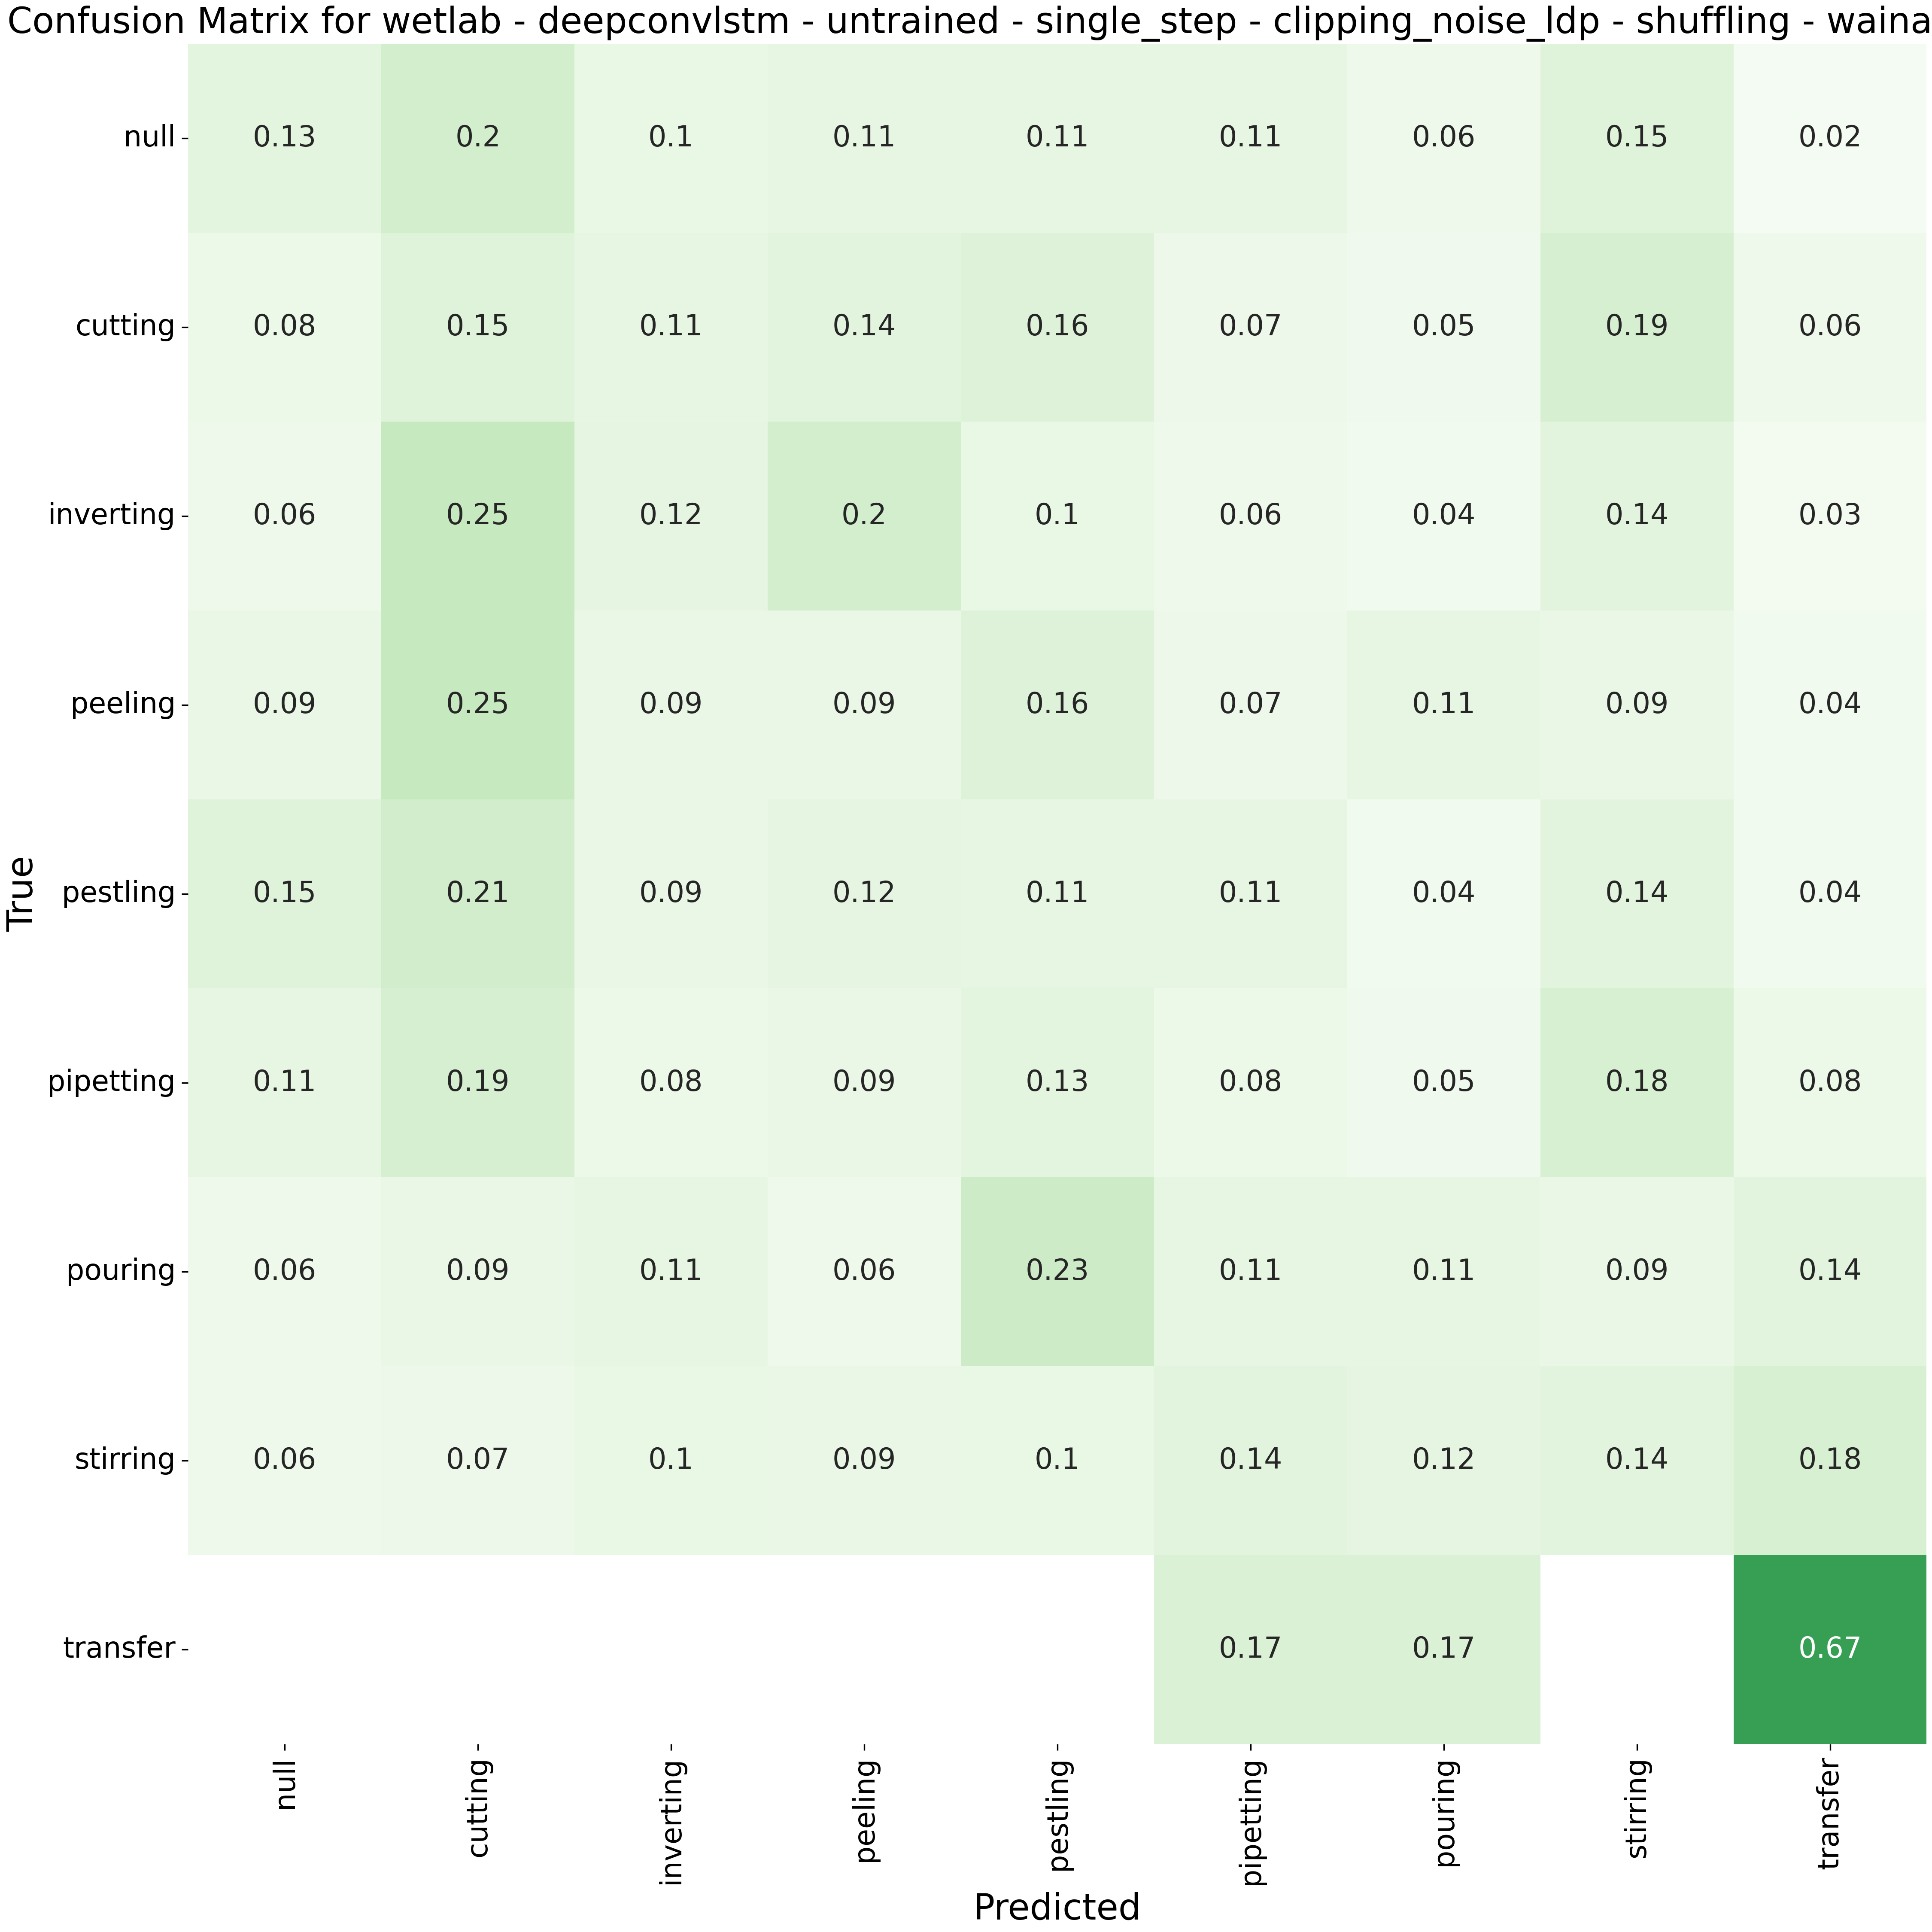 Confusion Matrix for wetlab - deepconvlstm - untrained - single_step - clipping_noise_ldp - shuffling - waina
null 0.13 0.2 0.1 0.11 0.11 0.11 0.06 0.15 0.02
cutting 0.08 0.15 0.11 0.14 0.16 0.07 0.05 0.19 0.06
inverting 0.06 0.25 0.12 0.2 0.1 0.06 0.04 0.14 0.03
peeling 0.09 0.25 0.09 0.09 0.16 0.07 0.11 0.09 0.04
pestling 0.15 0.21 0.09 0.12 0.11 0.11 0.04 0.14 0.04
pipetting 0.11 0.19 0.08 0.09 0.13 0.08 0.05 0.18 0.08
pouring 0.06 0.09 0.11 0.06 0.23 0.11 0.11 0.09 0.14
stirring 0.06 0.07 0.1 0.09 0.1 0.14 0.12 0.14 0.18
transfer 0.17 0.17 0.67
True
null cutting inverting peeling pestling pipetting pouring stirring transfer
Predicted